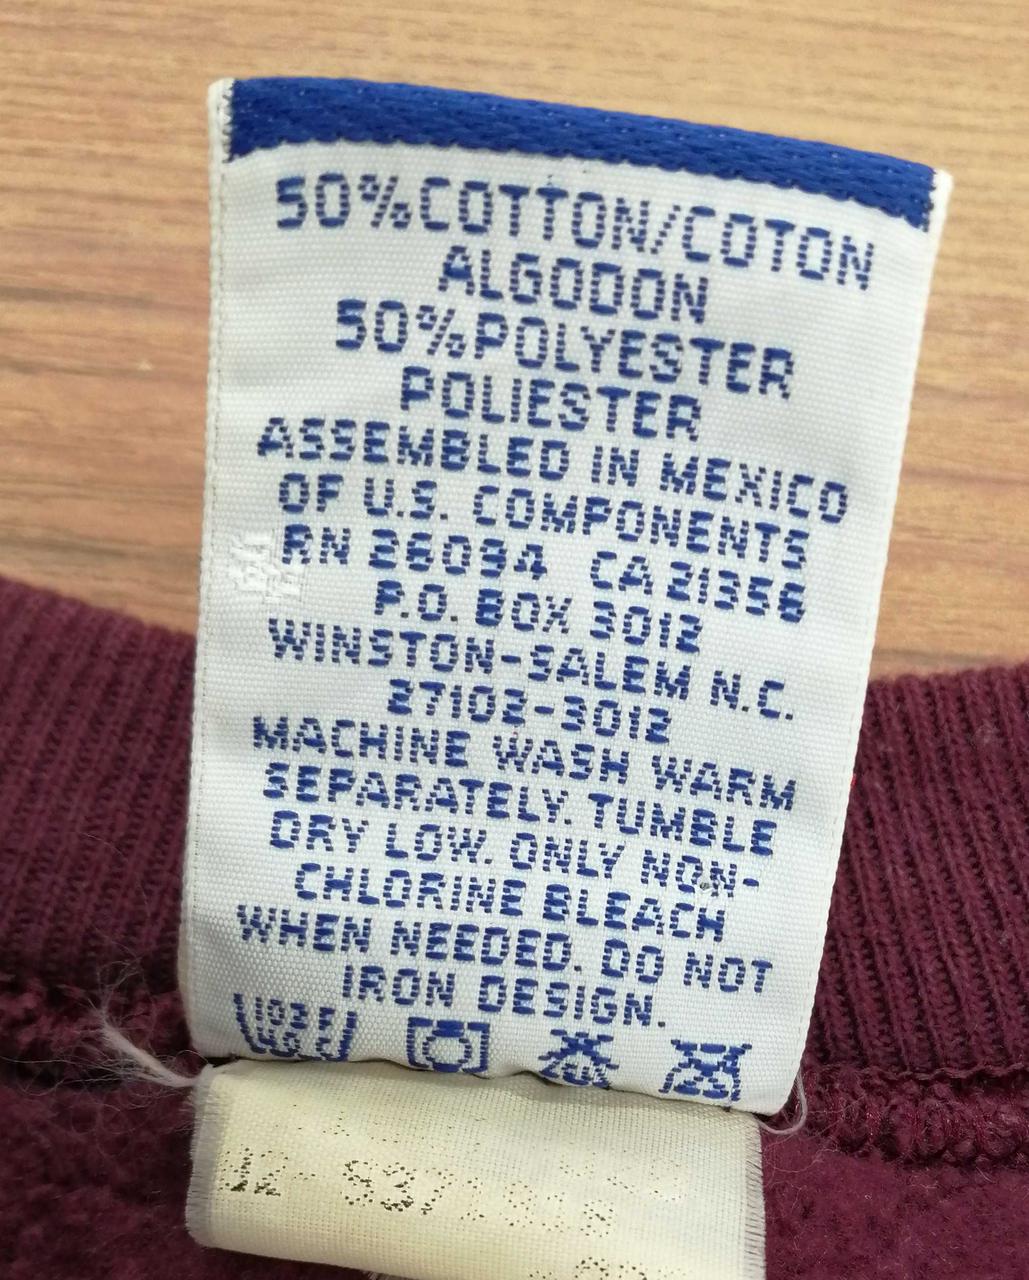 50%COTTON/COTON
ALGODON
50%POLYESTER
POLIESTER
ASSEMBLED IN MEXICO
OF U.S. COMPONENTS
RN 26094 CA 21356
P.O. BOX 3012
WINSTON-SALEM N.C.
27102-3012
MACHINE WASH WARM
SEPARATELY. TUMBLE
DRY LOW. ONLY NON-
CHLORINE BLEACH
WHEN NEEDED. DO NOT
IRON DESIGN.